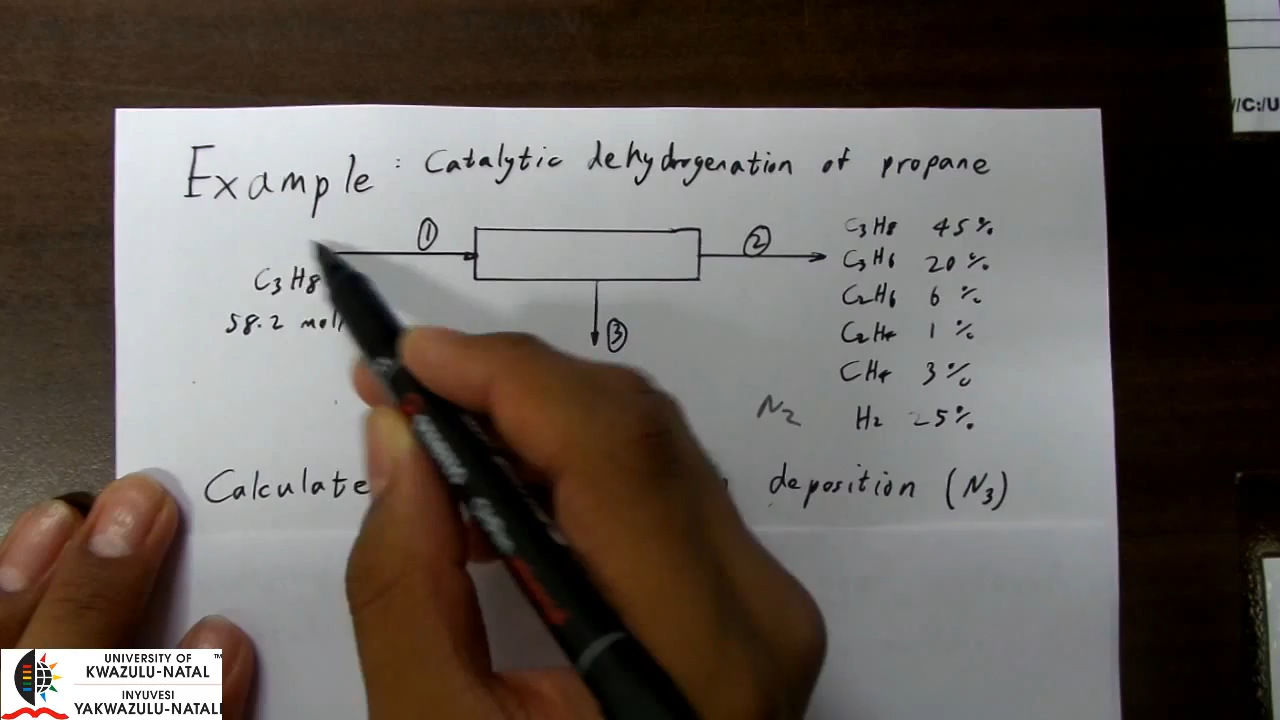 //C:/U
Example : Catalytic dehydrogenation of propane
① ②
C3H8 45%
C3H6 20%
C2H6 6%
C2H4 1%
CH4 3%
N2 H2 25%
C3H8
58.2
③
Calculate deposition (N3)
UNIVERSITY OF ™
KWAZULU-NATAL
INYUVESI
YAKWAZULU-NATALI